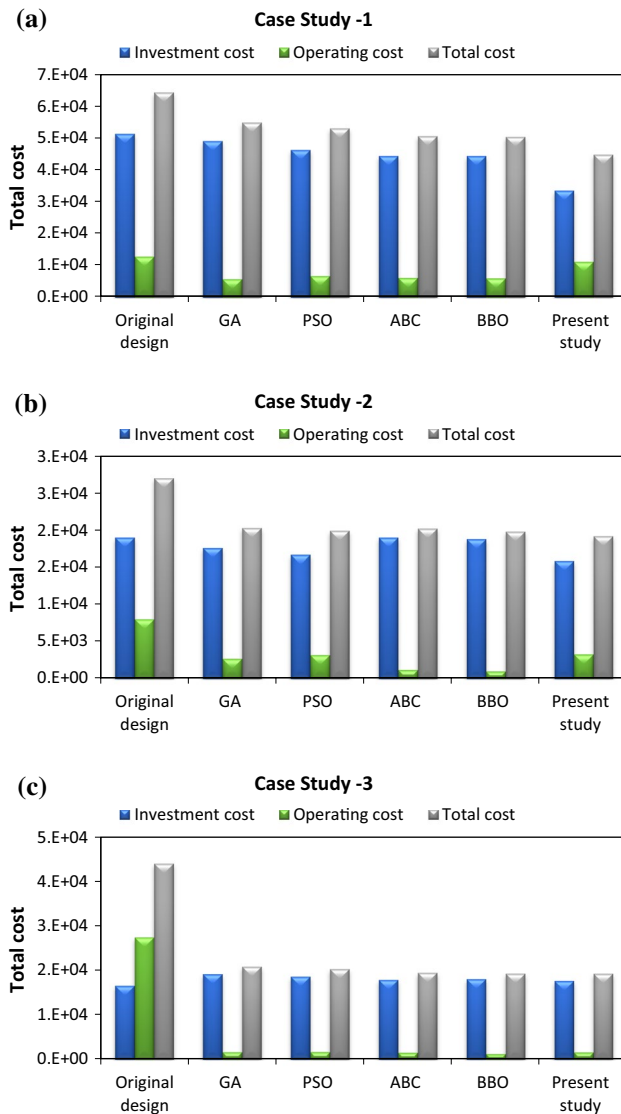 (a)
Case Study -1
Investment cost Operating cost Total cost
7.E+04
6.E+04
5.E+04
4.E+04
3.E+04
2.E+04
1.E+04
0.E+00
Total cost
Original design GA PSO ABC BBO Present study
(b)
Case Study -2
Investment cost Operating cost Total cost
3.E+04
3.E+04
2.E+04
2.E+04
1.E+04
5.E+03
0.E+00
Total cost
Original design GA PSO ABC BBO Present study
(c)
Case Study -3
Investment cost Operating cost Total cost
5.E+04
4.E+04
3.E+04
2.E+04
1.E+04
0.E+00
Total cost
Original design GA PSO ABC BBO Present study